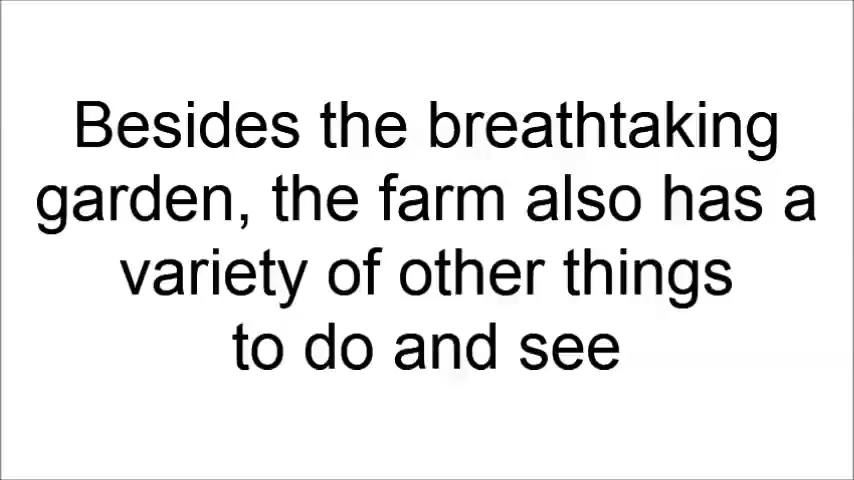 Besides the breathtaking
garden, the farm also has a
variety of other things
to do and see